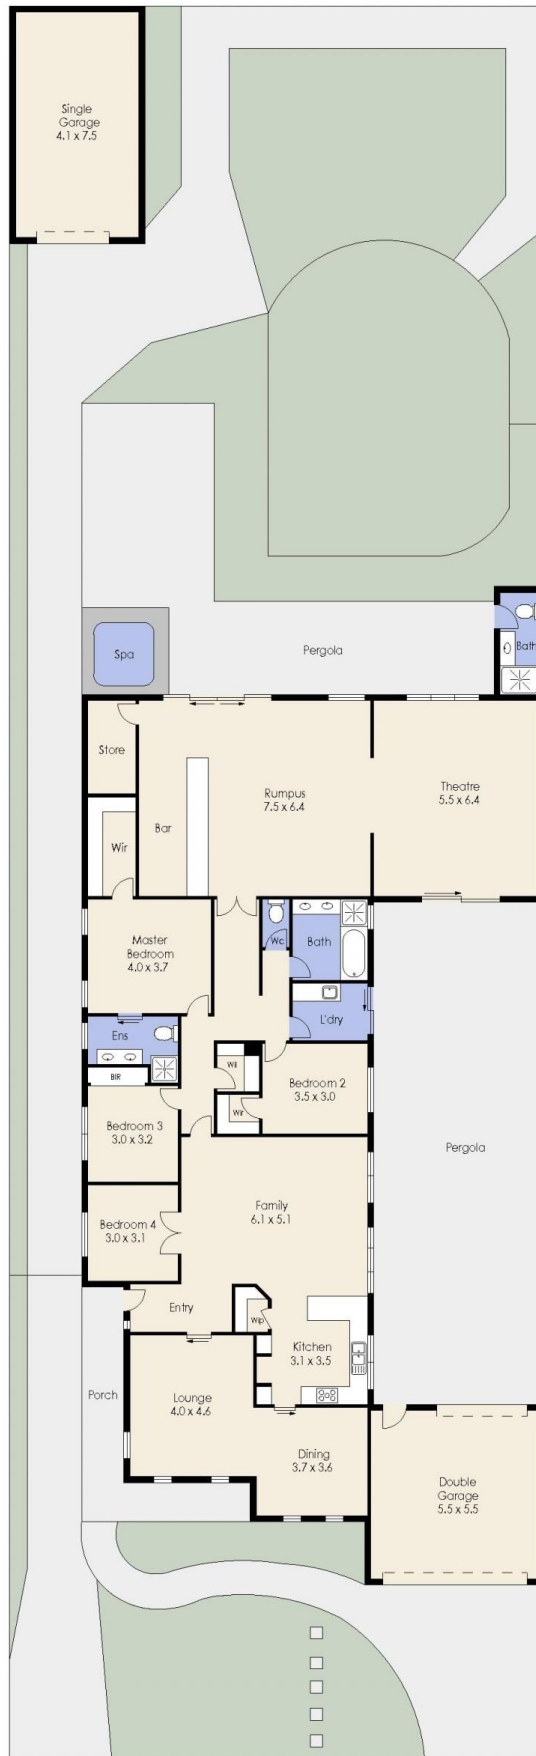 Single
Garage
4.1 x 7.5
Spa
Pergola
Bath
Store
Wir
Bar
Rumpus
7.5 x 6.4
Theatre
5.5 x 6.4
Master
Bedroom
4.0 x 3.7
Wc
Bath
Ens
L'dry
BIR
Wil
Wir
Bedroom 2
3.5 x 3.0
Bedroom 3
3.0 x 3.2
Bedroom 4
3.0 x 3.1
Family
6.1 x 5.1
Pergola
Entry
Wip
Kitchen
3.1 x 3.5
Porch
Lounge
4.0 x 4.6
Dining
3.7 x 3.6
Double
Garage
5.5 x 5.5